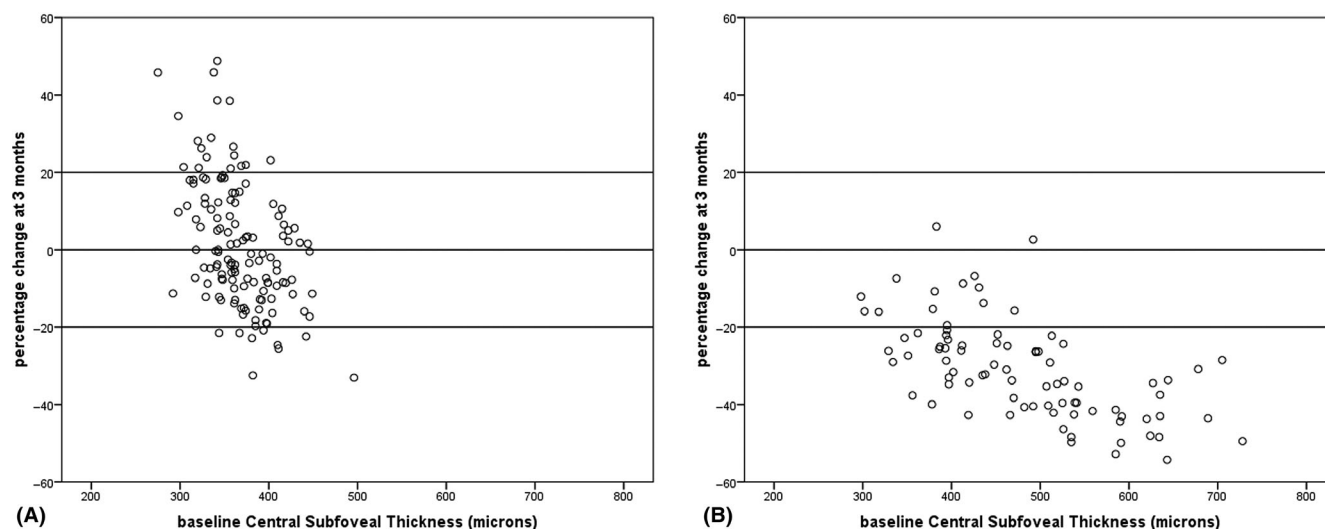 60
40
20
0
−20
−40
−60
percentage change at 3 months
200 300 400 500 600 700 800
baseline Central Subfoveal Thickness (microns)
(A)
60
40
20
0
−20
−40
−60
percentage change at 3 months
200 300 400 500 600 700 800
baseline Central Subfoveal Thickness (microns)
(B)